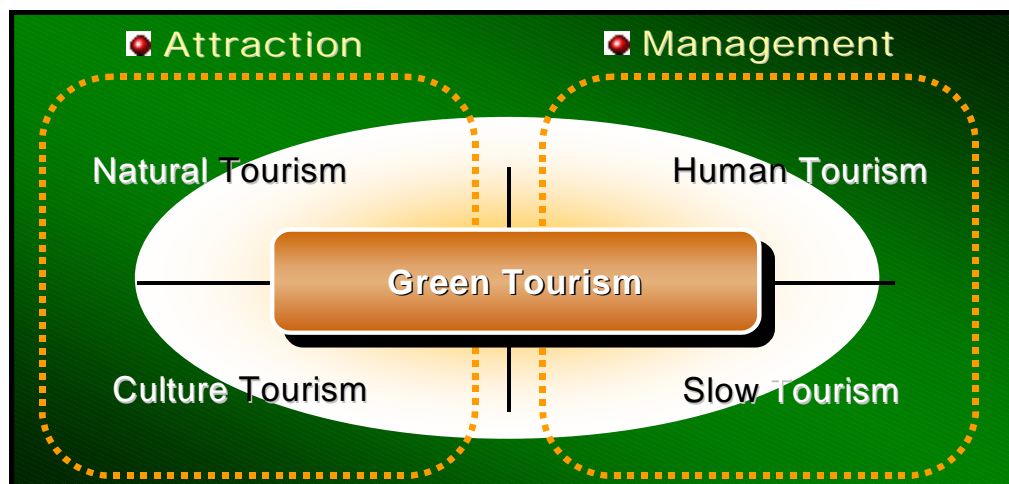 Attraction
Management
Natural Tourism
Human Tourism
Green Tourism
Culture Tourism
Slow Tourism